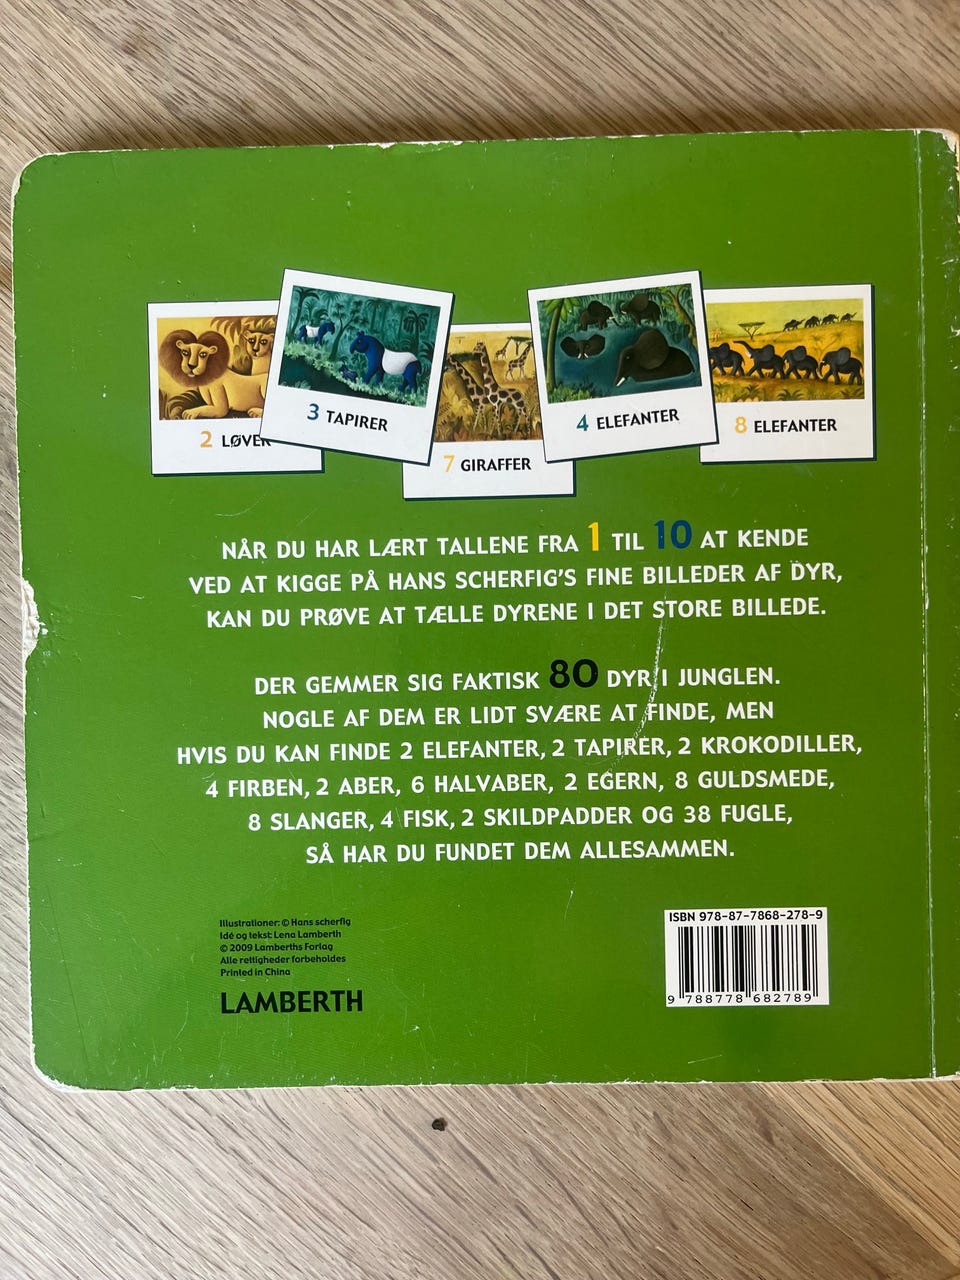 2 LØVER
3 TAPIRER
7 GIRAFFER
4 ELEFANTER
8 ELEFANTER
NÅR DU HAR LÆRT TALLENE FRA 1 TIL 10 AT KENDE
VED AT KIGGE PÅ HANS SCHERFIG'S FINE BILLEDER AF DYR,
KAN DU PRØVE AT TÆLLE DYRENE I DET STORE BILLEDE.
DER GEMMER SIG FAKTISK 80 DYR I JUNGLEN.
NOGLE AF DEM ER LIDT SVÆRE AT FINDE, MEN
HVIS DU KAN FINDE 2 ELEFANTER, 2 TAPIRER, 2 KROKODILLER,
4 FIRBEN, 2 ABER, 6 HALVABER, 2 EGERN, 8 GULDSMEDE,
8 SLANGER, 4 FISK, 2 SKILDPADDER OG 38 FUGLE,
SÅ HAR DU FUNDET DEM ALLESAMMEN.
Illustrationer: © Hans scherfig
Idé og tekst: Lena Lamberth
© 2009 Lamberths Forlag
Alle rettigheder forbeholdes
Printed in China
LAMBERTH
ISBN 978-87-7868-278-9
9 788778 682789